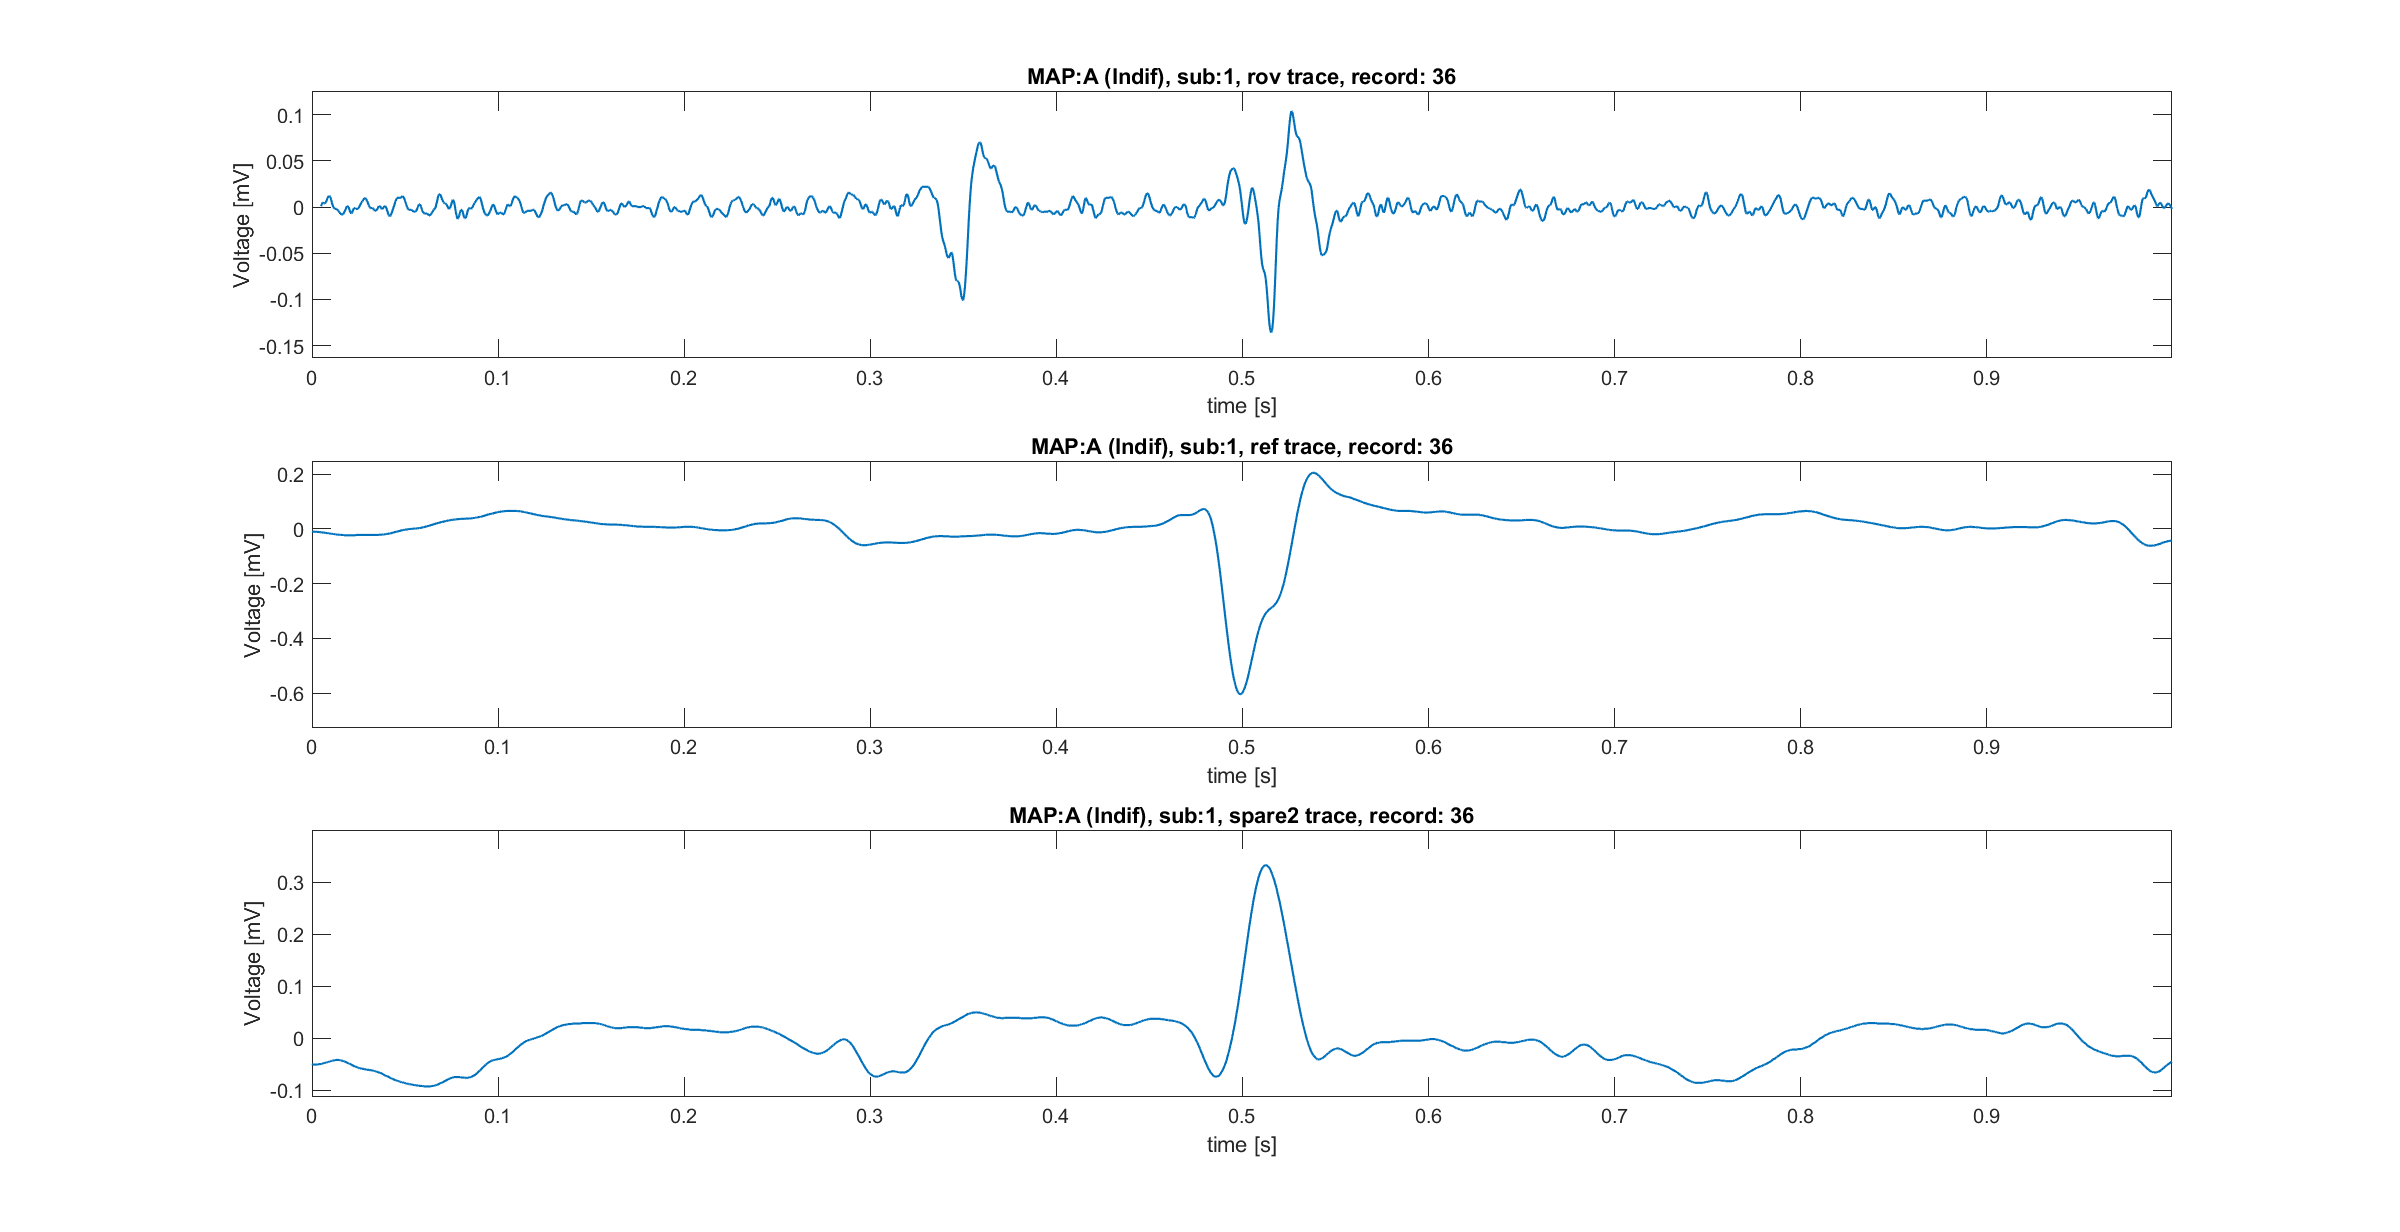 MAP:A (Indif), sub:1, rov trace, record: 36
Voltage [mV]
0.1
0.05
0
-0.05
-0.1
-0.15
0 0.1 0.2 0.3 0.4 0.5 0.6 0.7 0.8 0.9
time [s]
MAP:A (Indif), sub:1, ref trace, record: 36
Voltage [mV]
0.2
0
-0.2
-0.4
-0.6
0 0.1 0.2 0.3 0.4 0.5 0.6 0.7 0.8 0.9
time [s]
MAP:A (Indif), sub:1, spare2 trace, record: 36
Voltage [mV]
0.3
0.2
0.1
0
-0.1
0 0.1 0.2 0.3 0.4 0.5 0.6 0.7 0.8 0.9
time [s]